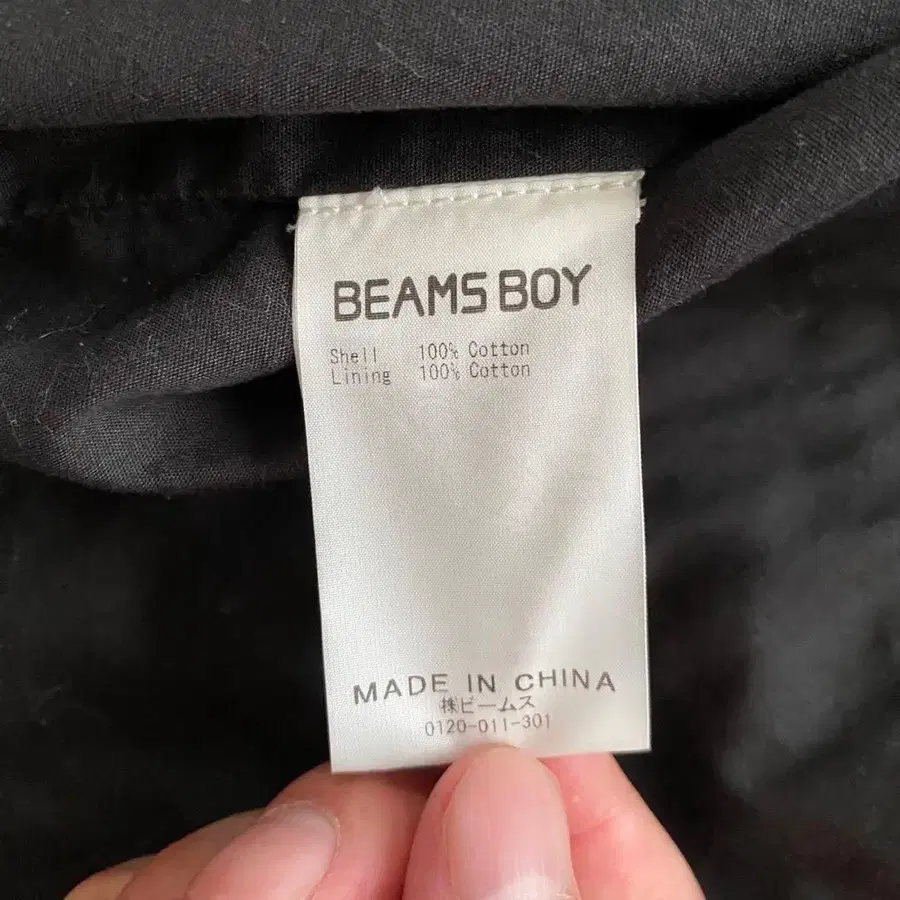 BEAMS BOY
Shell 100% Cotton
Lining 100% Cotton
MADE IN CHINA
㈱ビームス
0120-011-301